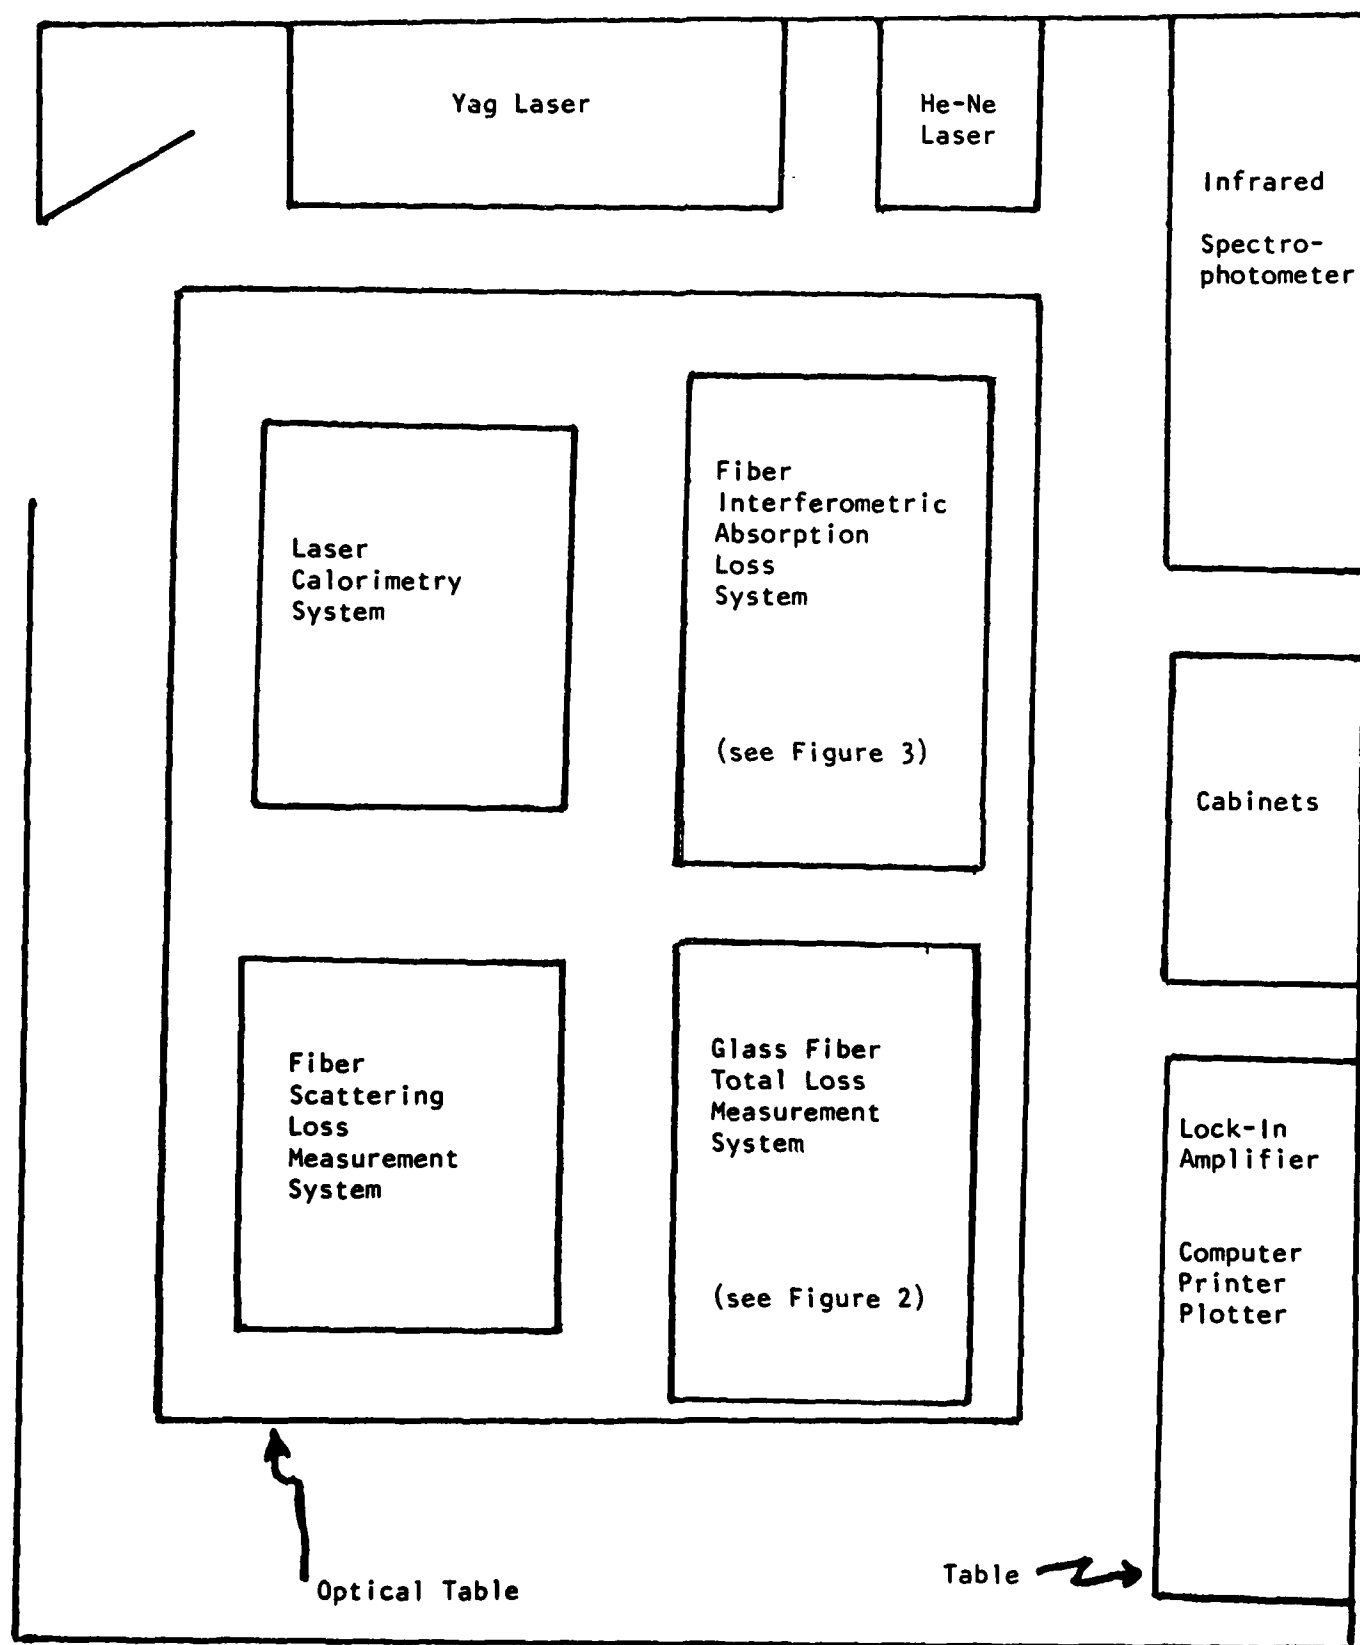 Yag Laser
He-Ne
Laser
Infrared
Spectro-
photometer
Laser
Calorimetry
System
Fiber
Interferometric
Absorption
Loss
System
(see Figure 3)
Cabinets
Fiber
Scattering
Loss
Measurement
System
Glass Fiber
Total Loss
Measurement
System
(see Figure 2)
Lock-In
Amplifier
Computer
Printer
Plotter
Optical Table
Table